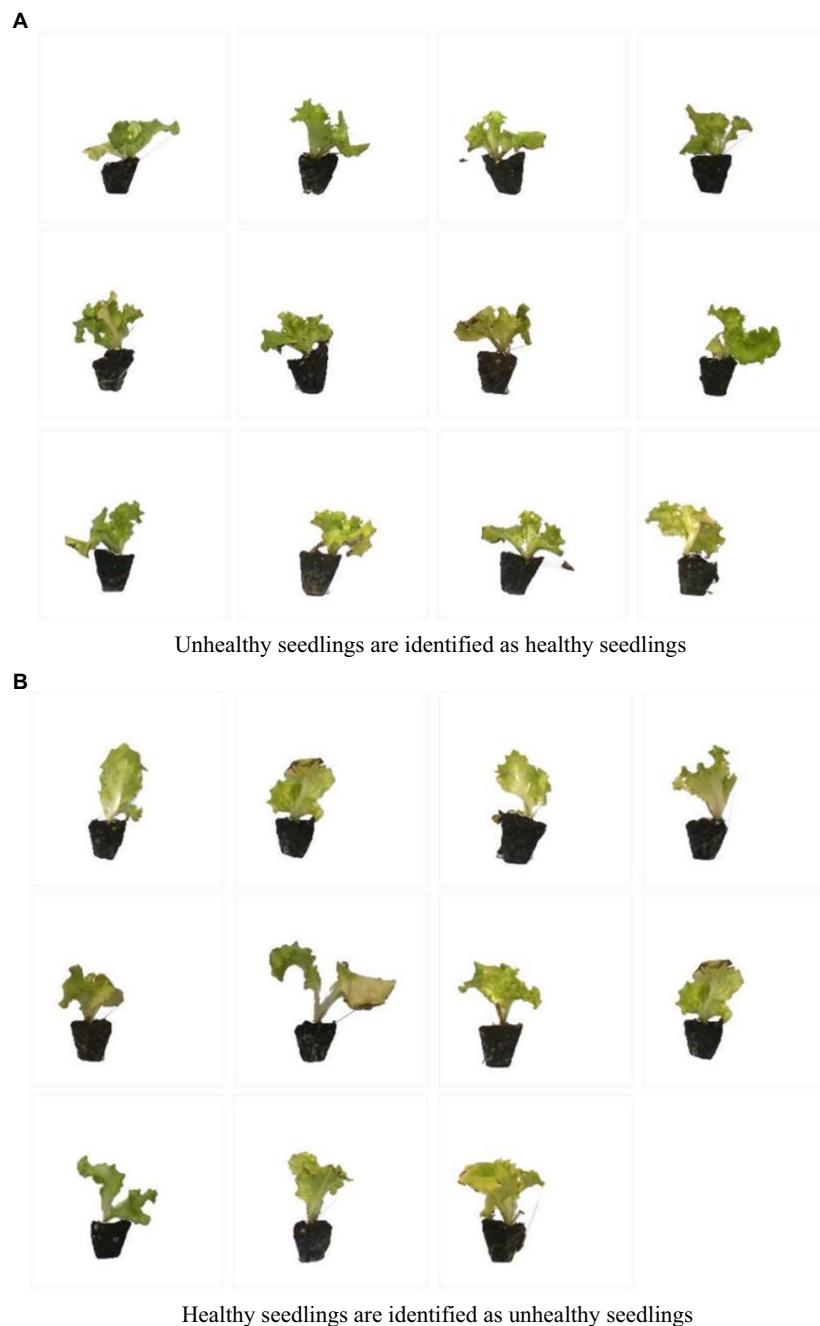 A
Unhealthy seedlings are identified as healthy seedlings
B
Healthy seedlings are identified as unhealthy seedlings